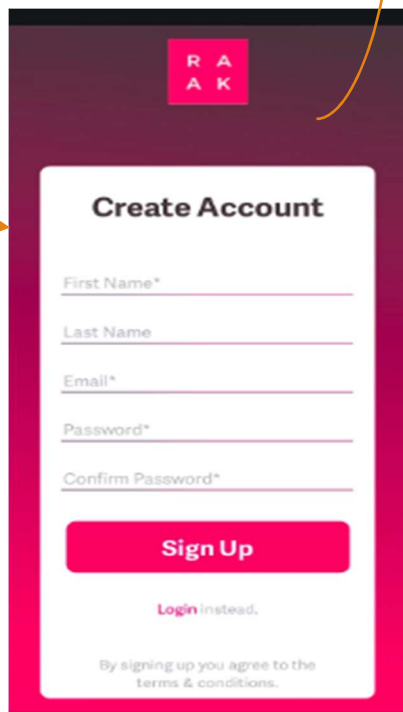 R A
A K
Create Account
First Name*
Last Name
Email*
Password*
Confirm Password*
Sign Up
Login instead.
By signing up you agree to the
terms & conditions.